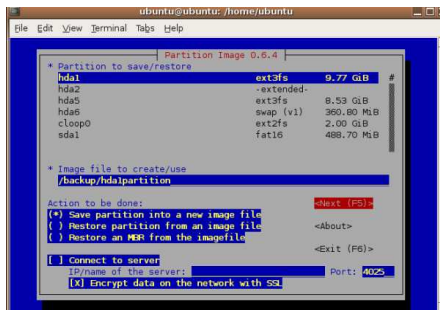 ubuntu@ubuntu: /home/ubuntu
File Edit View Terminal Tabs Help
Partition Image 0.6.4
* Partition to save/restore
hda1 ext3fs 9.77 GiB #
hda2 -extended-
hda5 ext3fs 8.53 GiB
hda6 swap (v1) 360.80 MiB
cloop0 ext2fs 2.00 GiB
sda1 fat16 488.70 MiB
* Image file to create/use
/backup/hda1partition
Action to be done: <Next (F5)>
(*) Save partition into a new image file
( ) Restore partition from an image file <About>
( ) Restore an MBR from the imagefile
<Exit (F6)>
[ ] Connect to server
IP/name of the server: Port: 4025
[X] Encrypt data on the network with SSL